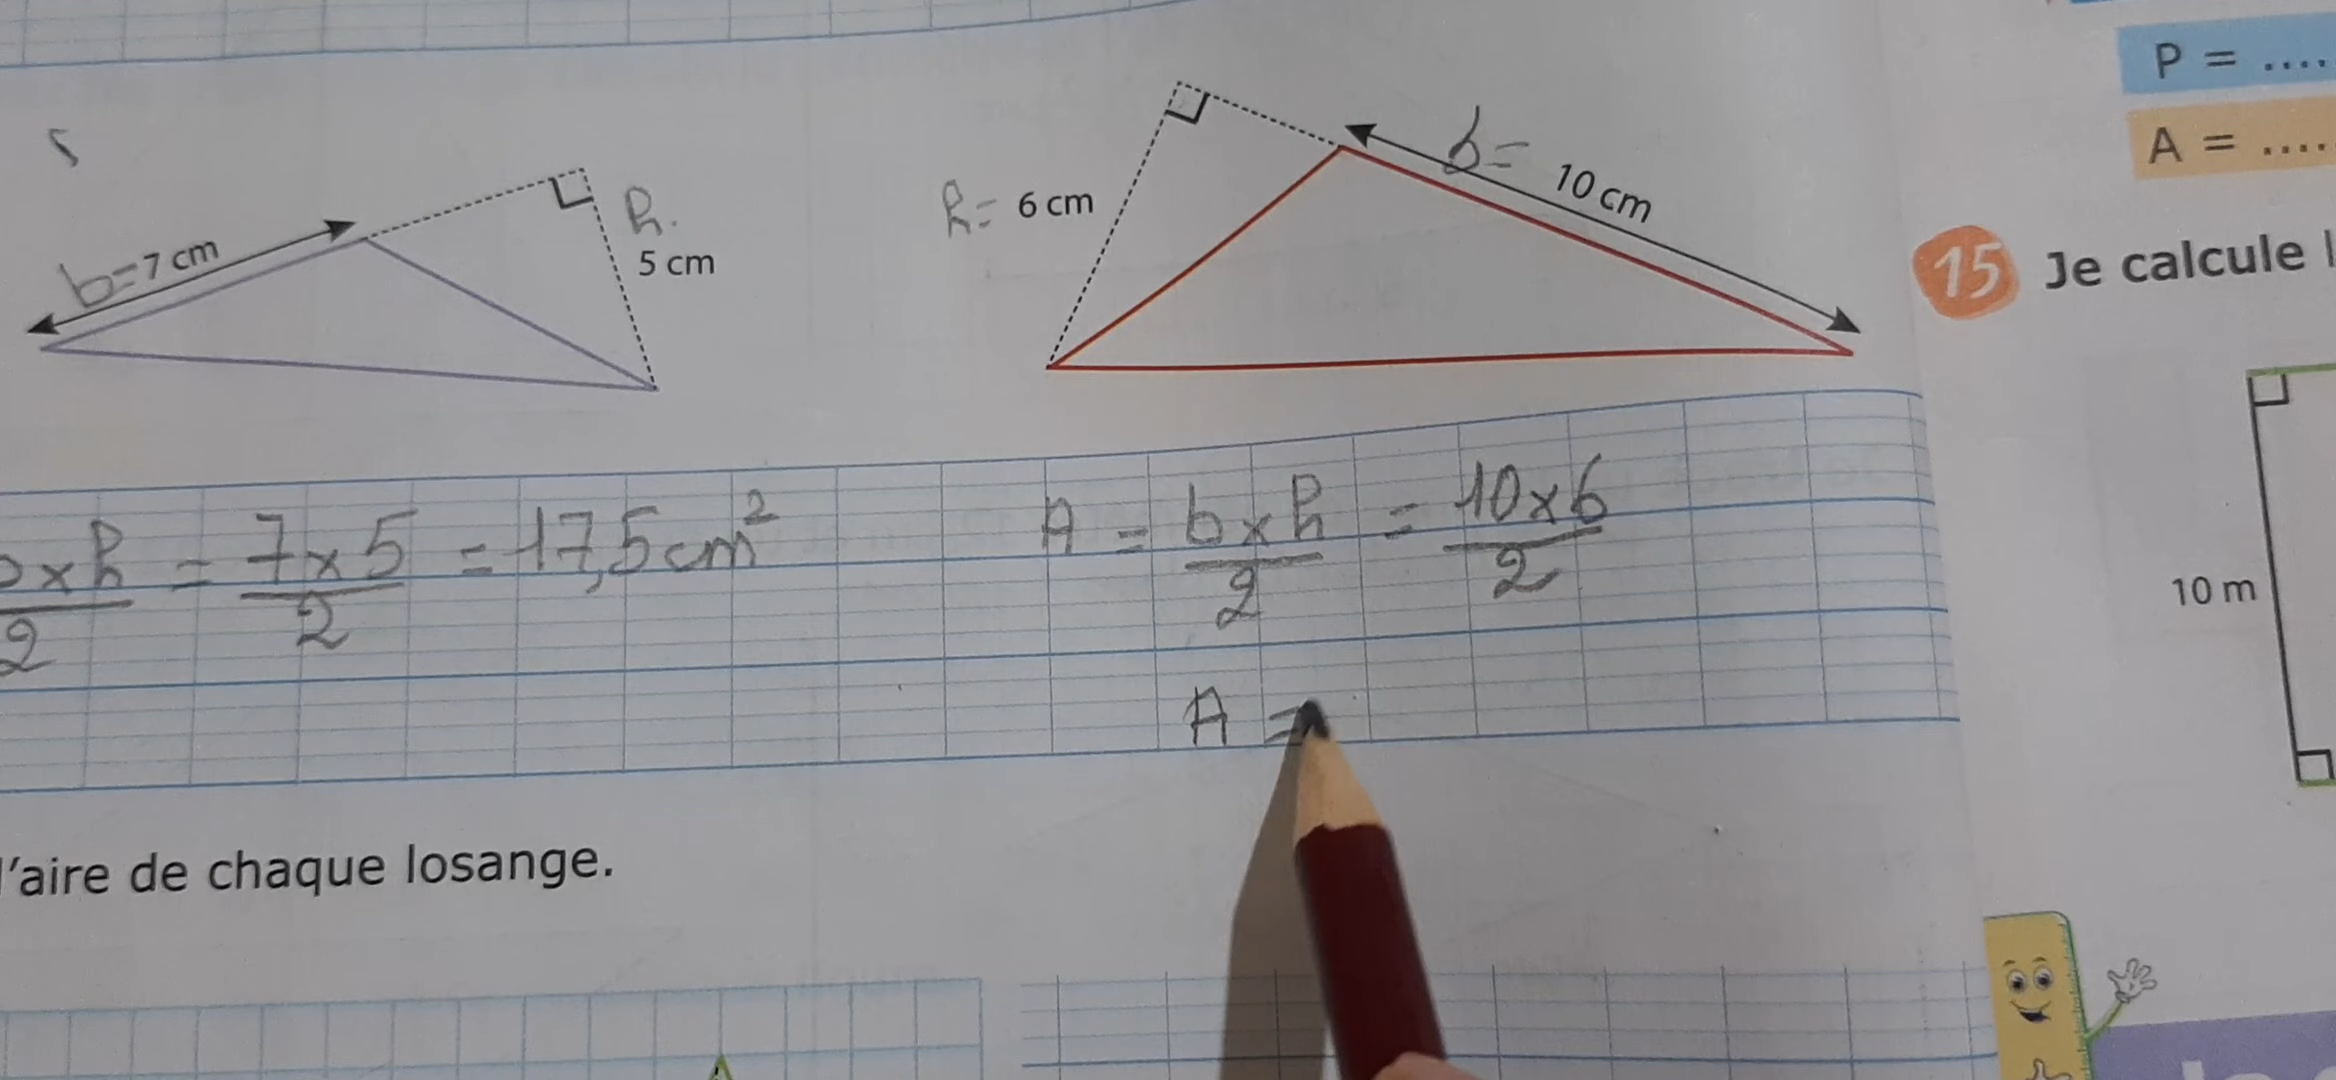 P = ....
A = ....
b= 7 cm
h.
5 cm
h= 6 cm
b= 10 cm
15 Je calcule
b x h / 2 = 7 x 5 / 2 = 17,5 cm²
A = b x h / 2 = 10 x 6 / 2
A =
10 m
l'aire de chaque losange.